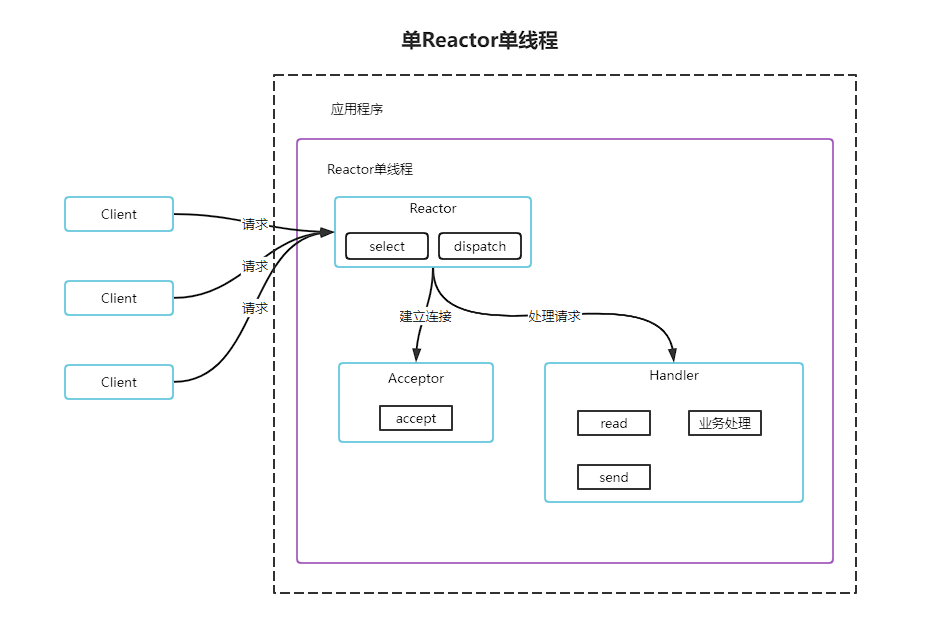 单Reactor单线程
应用程序
Reactor单线程
Client
请求
Reactor
select
dispatch
Client
请求
Client
请求
建立连接
处理请求
Acceptor
accept
Handler
read
业务处理
send